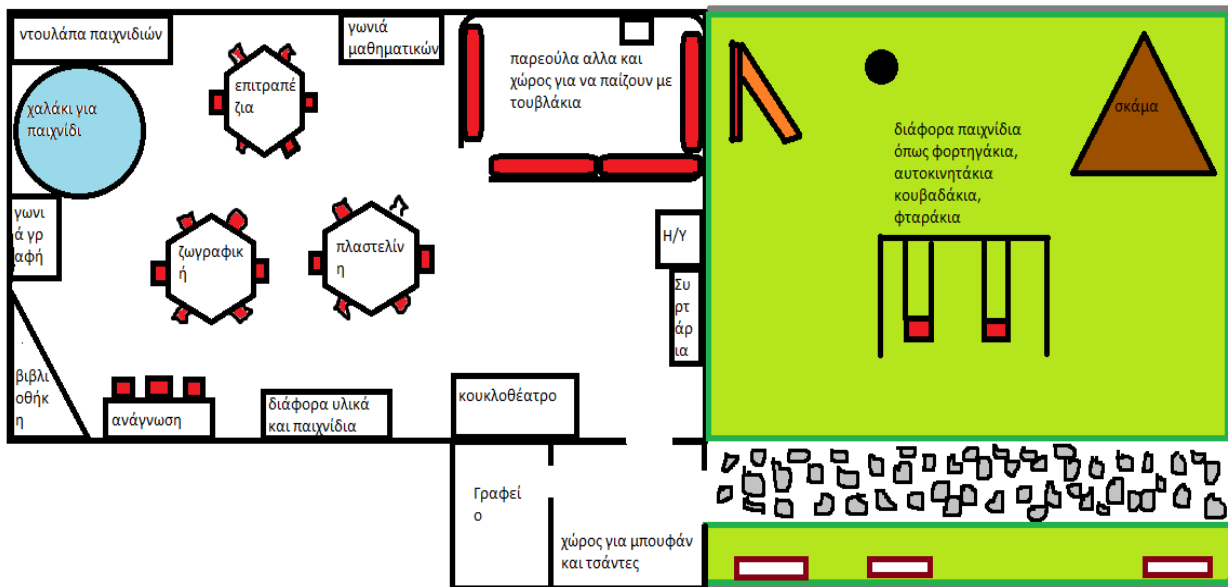 ντουλάπα παιχνιδιών
γωνιά
μαθηματικών
παρεούλα αλλα και
χώρος για να παίζουν με
τουβλάκια
χαλάκι για
παιχνίδι
επιτραπέ
ζια
σκάμα
διάφορα παιχνίδια
όπως φορτηγάκια,
αυτοκινητάκια
κουβαδάκια,
φταράκια
γωνι
ά γρ
αφή
ζωγραφικ
ή
πλαστελίν
η
Η/Υ
Συ
ρτ
άρ
ια
βιβλι
οθήκ
η
ανάγνωση
διάφορα υλικά
και παιχνίδια
κουκλοθέατρο
Γραφεί
ο
χώρος για μπουφάν
και τσάντες